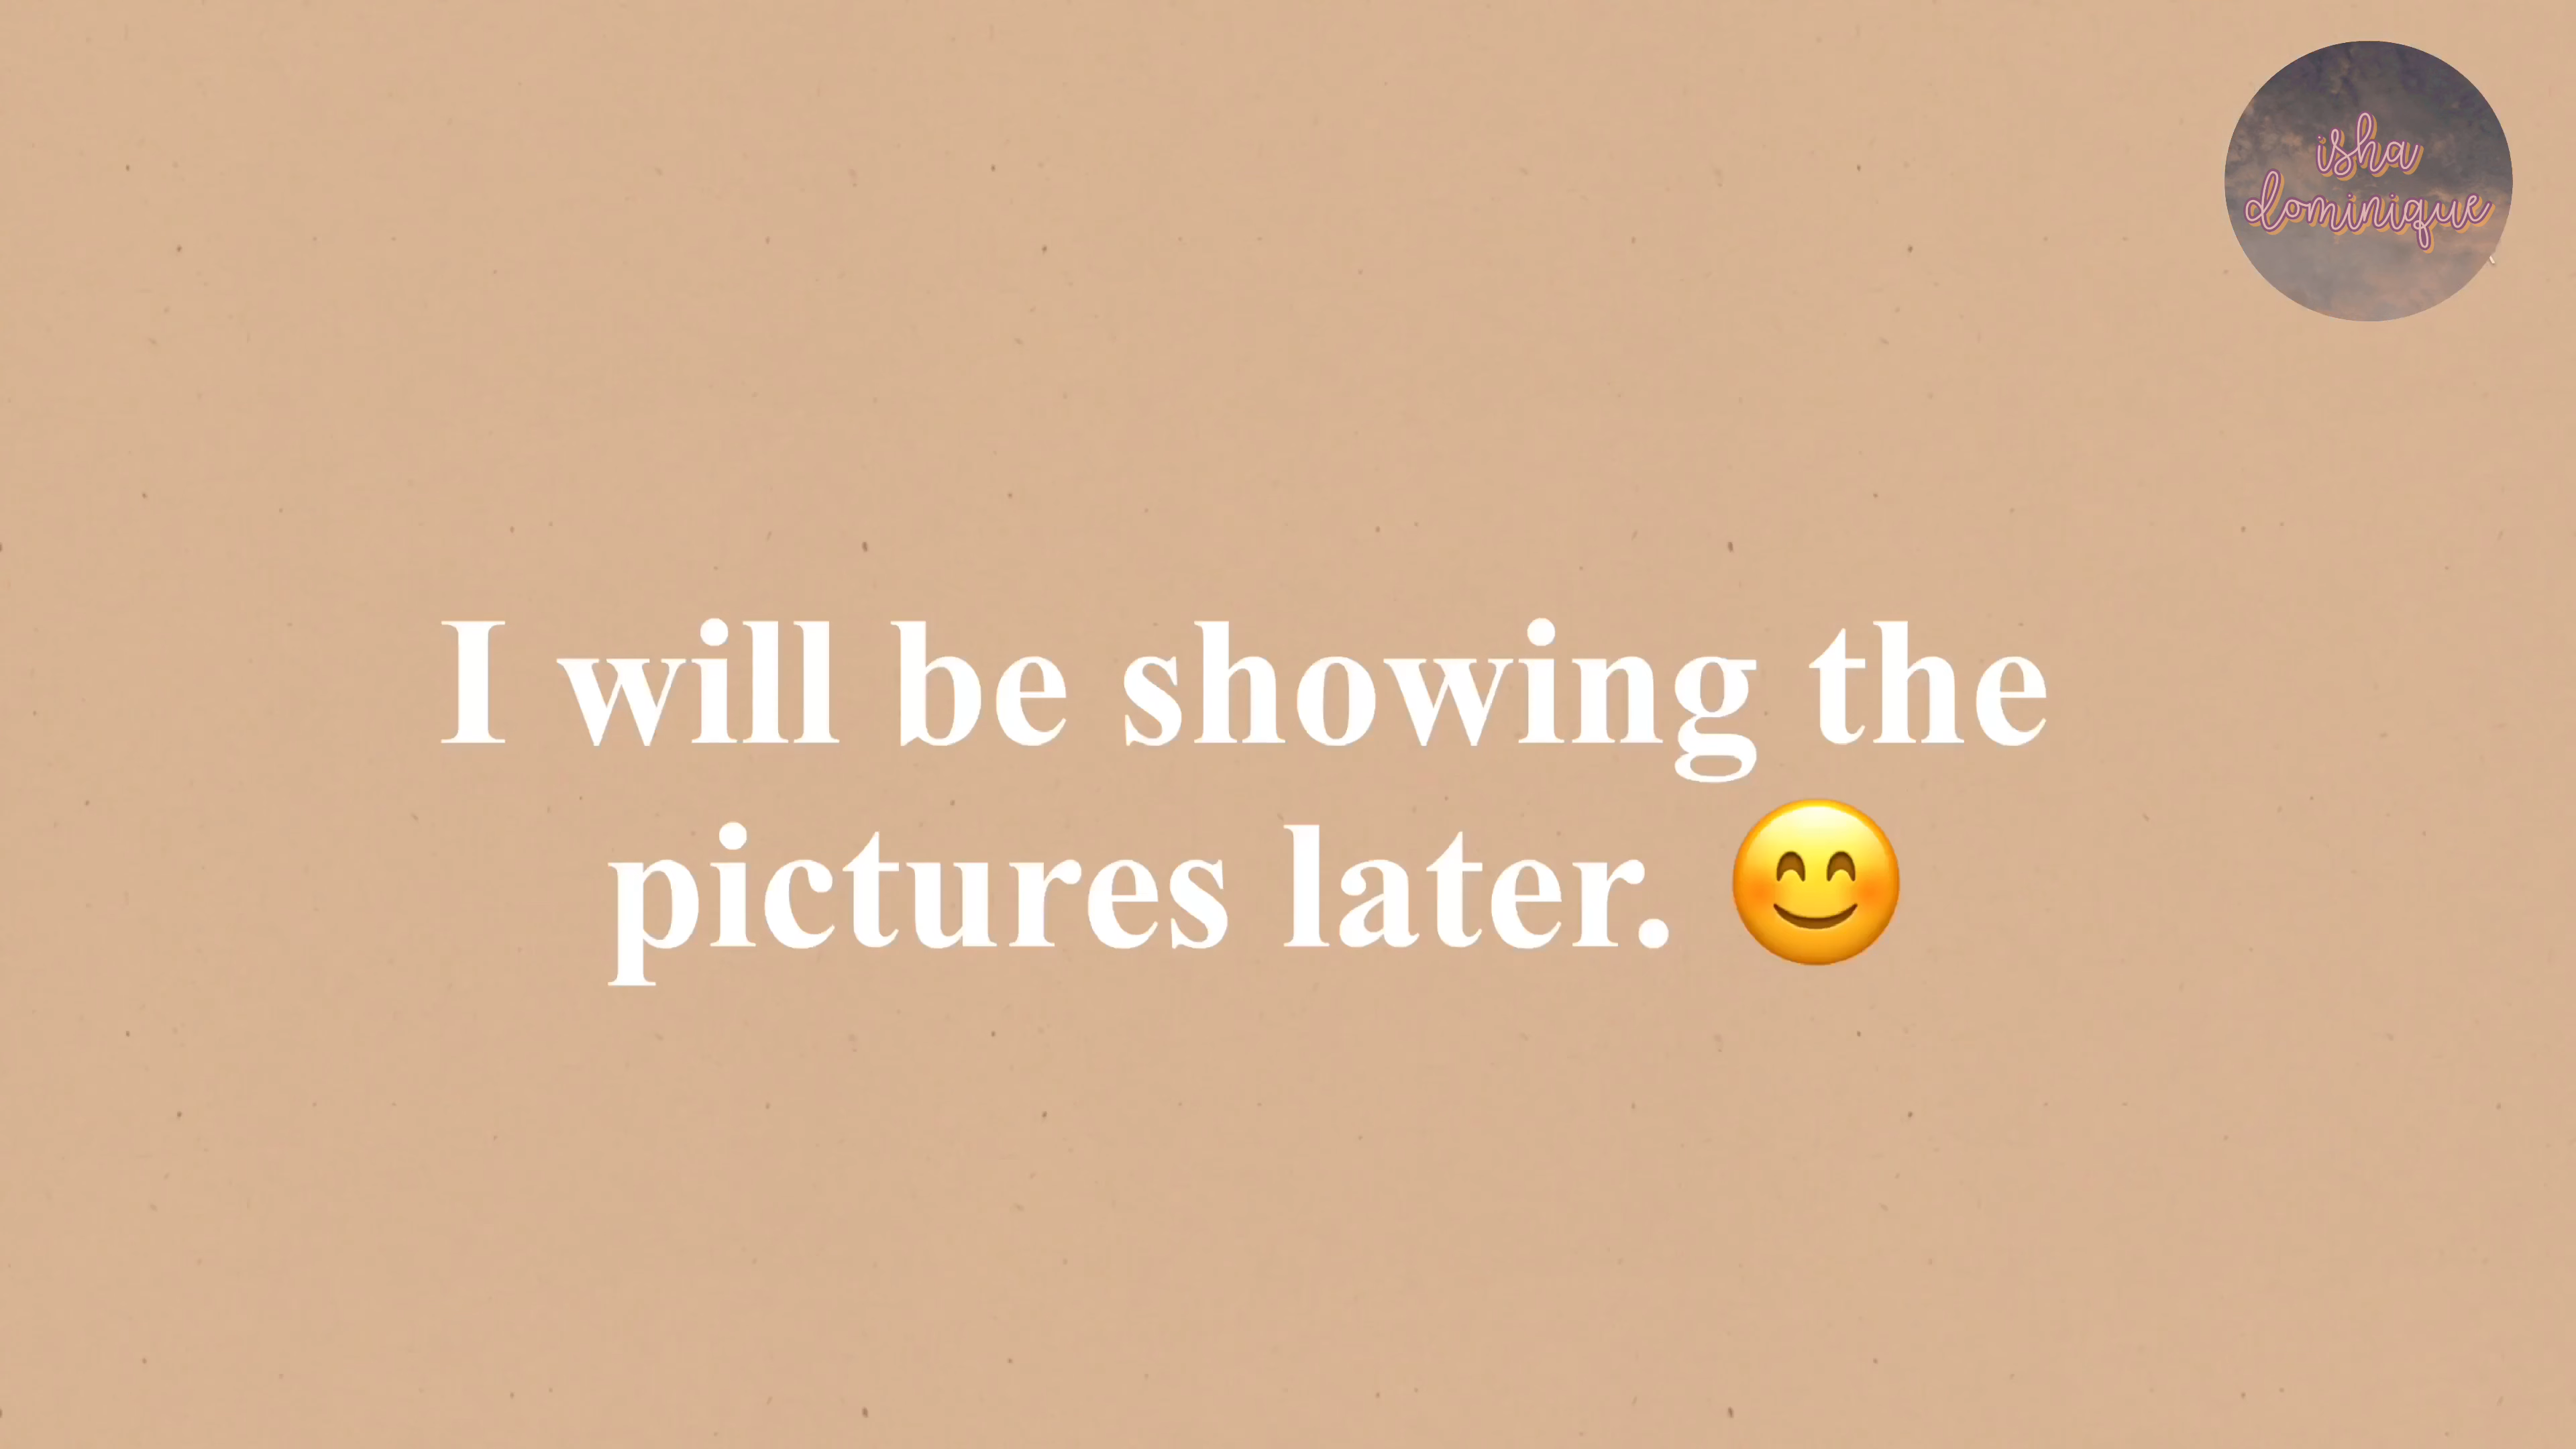 isha
dominique
I will be showing the
pictures later. 😊